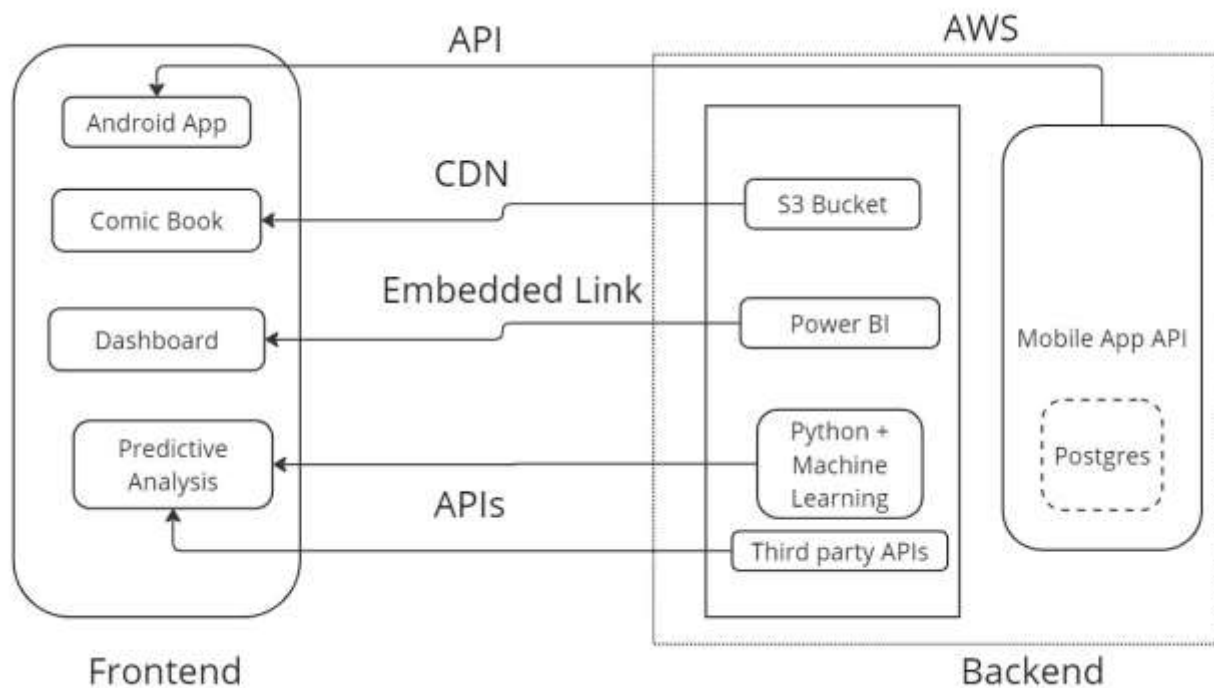 API
AWS
Android App
CDN
Comic Book
S3 Bucket
Embedded Link
Dashboard
Power BI
Mobile App API
Predictive
Analysis
Python +
Machine
Learning
Postgres
APIs
Third party APIs
Frontend
Backend